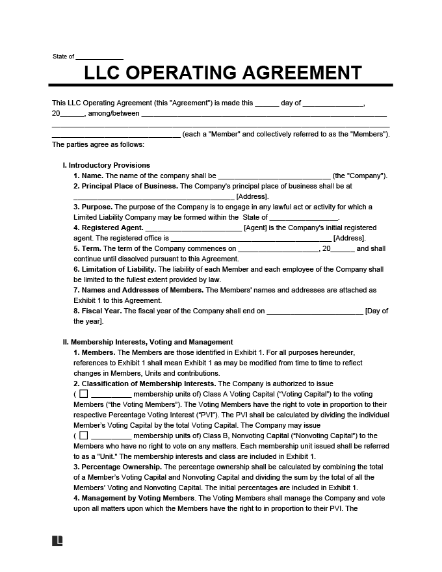 State of ____________
LLC OPERATING AGREEMENT
This LLC Operating Agreement (this "Agreement") is made this ______ day of _______________,
20______, among/between ____________________________________________________________
____________________________________________________________________________________
________________________________ (each a "Member" and collectively referred to as the "Members").
The parties agree as follows:
I. Introductory Provisions
1. Name. The name of the company shall be ____________________________ (the "Company").
2. Principal Place of Business. The Company's principal place of business shall be at
________________________________________ [Address].
3. Purpose. The purpose of the Company is to engage in any lawful act or activity for which a
Limited Liability Company may be formed within the State of _________________.
4. Registered Agent. ________________________ [Agent] is the Company's initial registered
agent. The registered office is ________________________________________ [Address].
5. Term. The term of the Company commences on ____________________, 20______ and shall
continue until dissolved pursuant to this Agreement.
6. Limitation of Liability. The liability of each Member and each employee of the Company shall
be limited to the fullest extent provided by law.
7. Names and Addresses of Members. The Members' names and addresses are attached as
Exhibit 1 to this Agreement.
8. Fiscal Year. The fiscal year of the Company shall end on ________________________ [Day of
the year].
II. Membership Interests, Voting and Management
1. Members. The Members are those identified in Exhibit 1. For all purposes hereunder,
references to Exhibit 1 shall mean Exhibit 1 as may be modified from time to time to reflect
changes in Members, Units and contributions.
2. Classification of Membership Interests. The Company is authorized to issue
( ☐ __________ membership units of) Class A Voting Capital ("Voting Capital") to the voting
Members ("the Voting Members"). The Voting Members have the right to vote in proportion to their
respective Percentage Voting Interest ("PVI"). The PVI shall be calculated by dividing the individual
Member's Voting Capital by the total Voting Capital. The Company may issue
( ☐ __________ membership units of) Class B, Nonvoting Capital ("Nonvoting Capital") to the
Members who have no right to vote on any matters. Each membership unit issued shall be referred
to as a "Unit." The membership interests and class are included in Exhibit 1.
3. Percentage Ownership. The percentage ownership shall be calculated by combining the total
of a Member's Voting Capital and Nonvoting Capital and dividing the sum by the total of all the
Members' Voting and Nonvoting Capital. The initial percentages are included in Exhibit 1.
4. Management by Voting Members. The Voting Members shall manage the Company and vote
upon all matters upon which the Members have the right to in proportion to their PVI. The